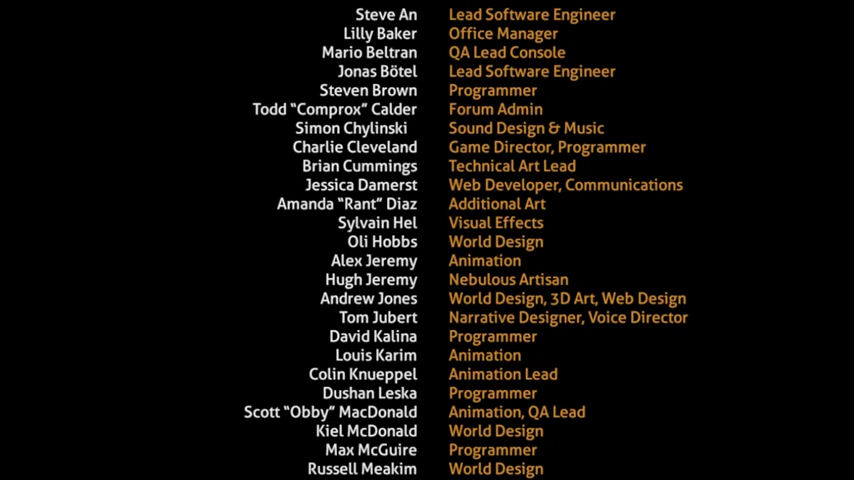 Steve An Lead Software Engineer
Lilly Baker Office Manager
Mario Beltran QA Lead Console
Jonas Bötel Lead Software Engineer
Steven Brown Programmer
Todd “Comprox” Calder Forum Admin
Simon Chylinski Sound Design & Music
Charlie Cleveland Game Director, Programmer
Brian Cummings Technical Art Lead
Jessica Damerst Web Developer, Communications
Amanda “Rant” Diaz Additional Art
Sylvain Hel Visual Effects
Oli Hobbs World Design
Alex Jeremy Animation
Hugh Jeremy Nebulous Artisan
Andrew Jones World Design, 3D Art, Web Design
Tom Jubert Narrative Designer, Voice Director
David Kalina Programmer
Louis Karim Animation
Colin Knueppel Animation Lead
Dushan Leska Programmer
Scott “Obby” MacDonald Animation, QA Lead
Kiel McDonald World Design
Max McGuire Programmer
Russell Meakim World Design